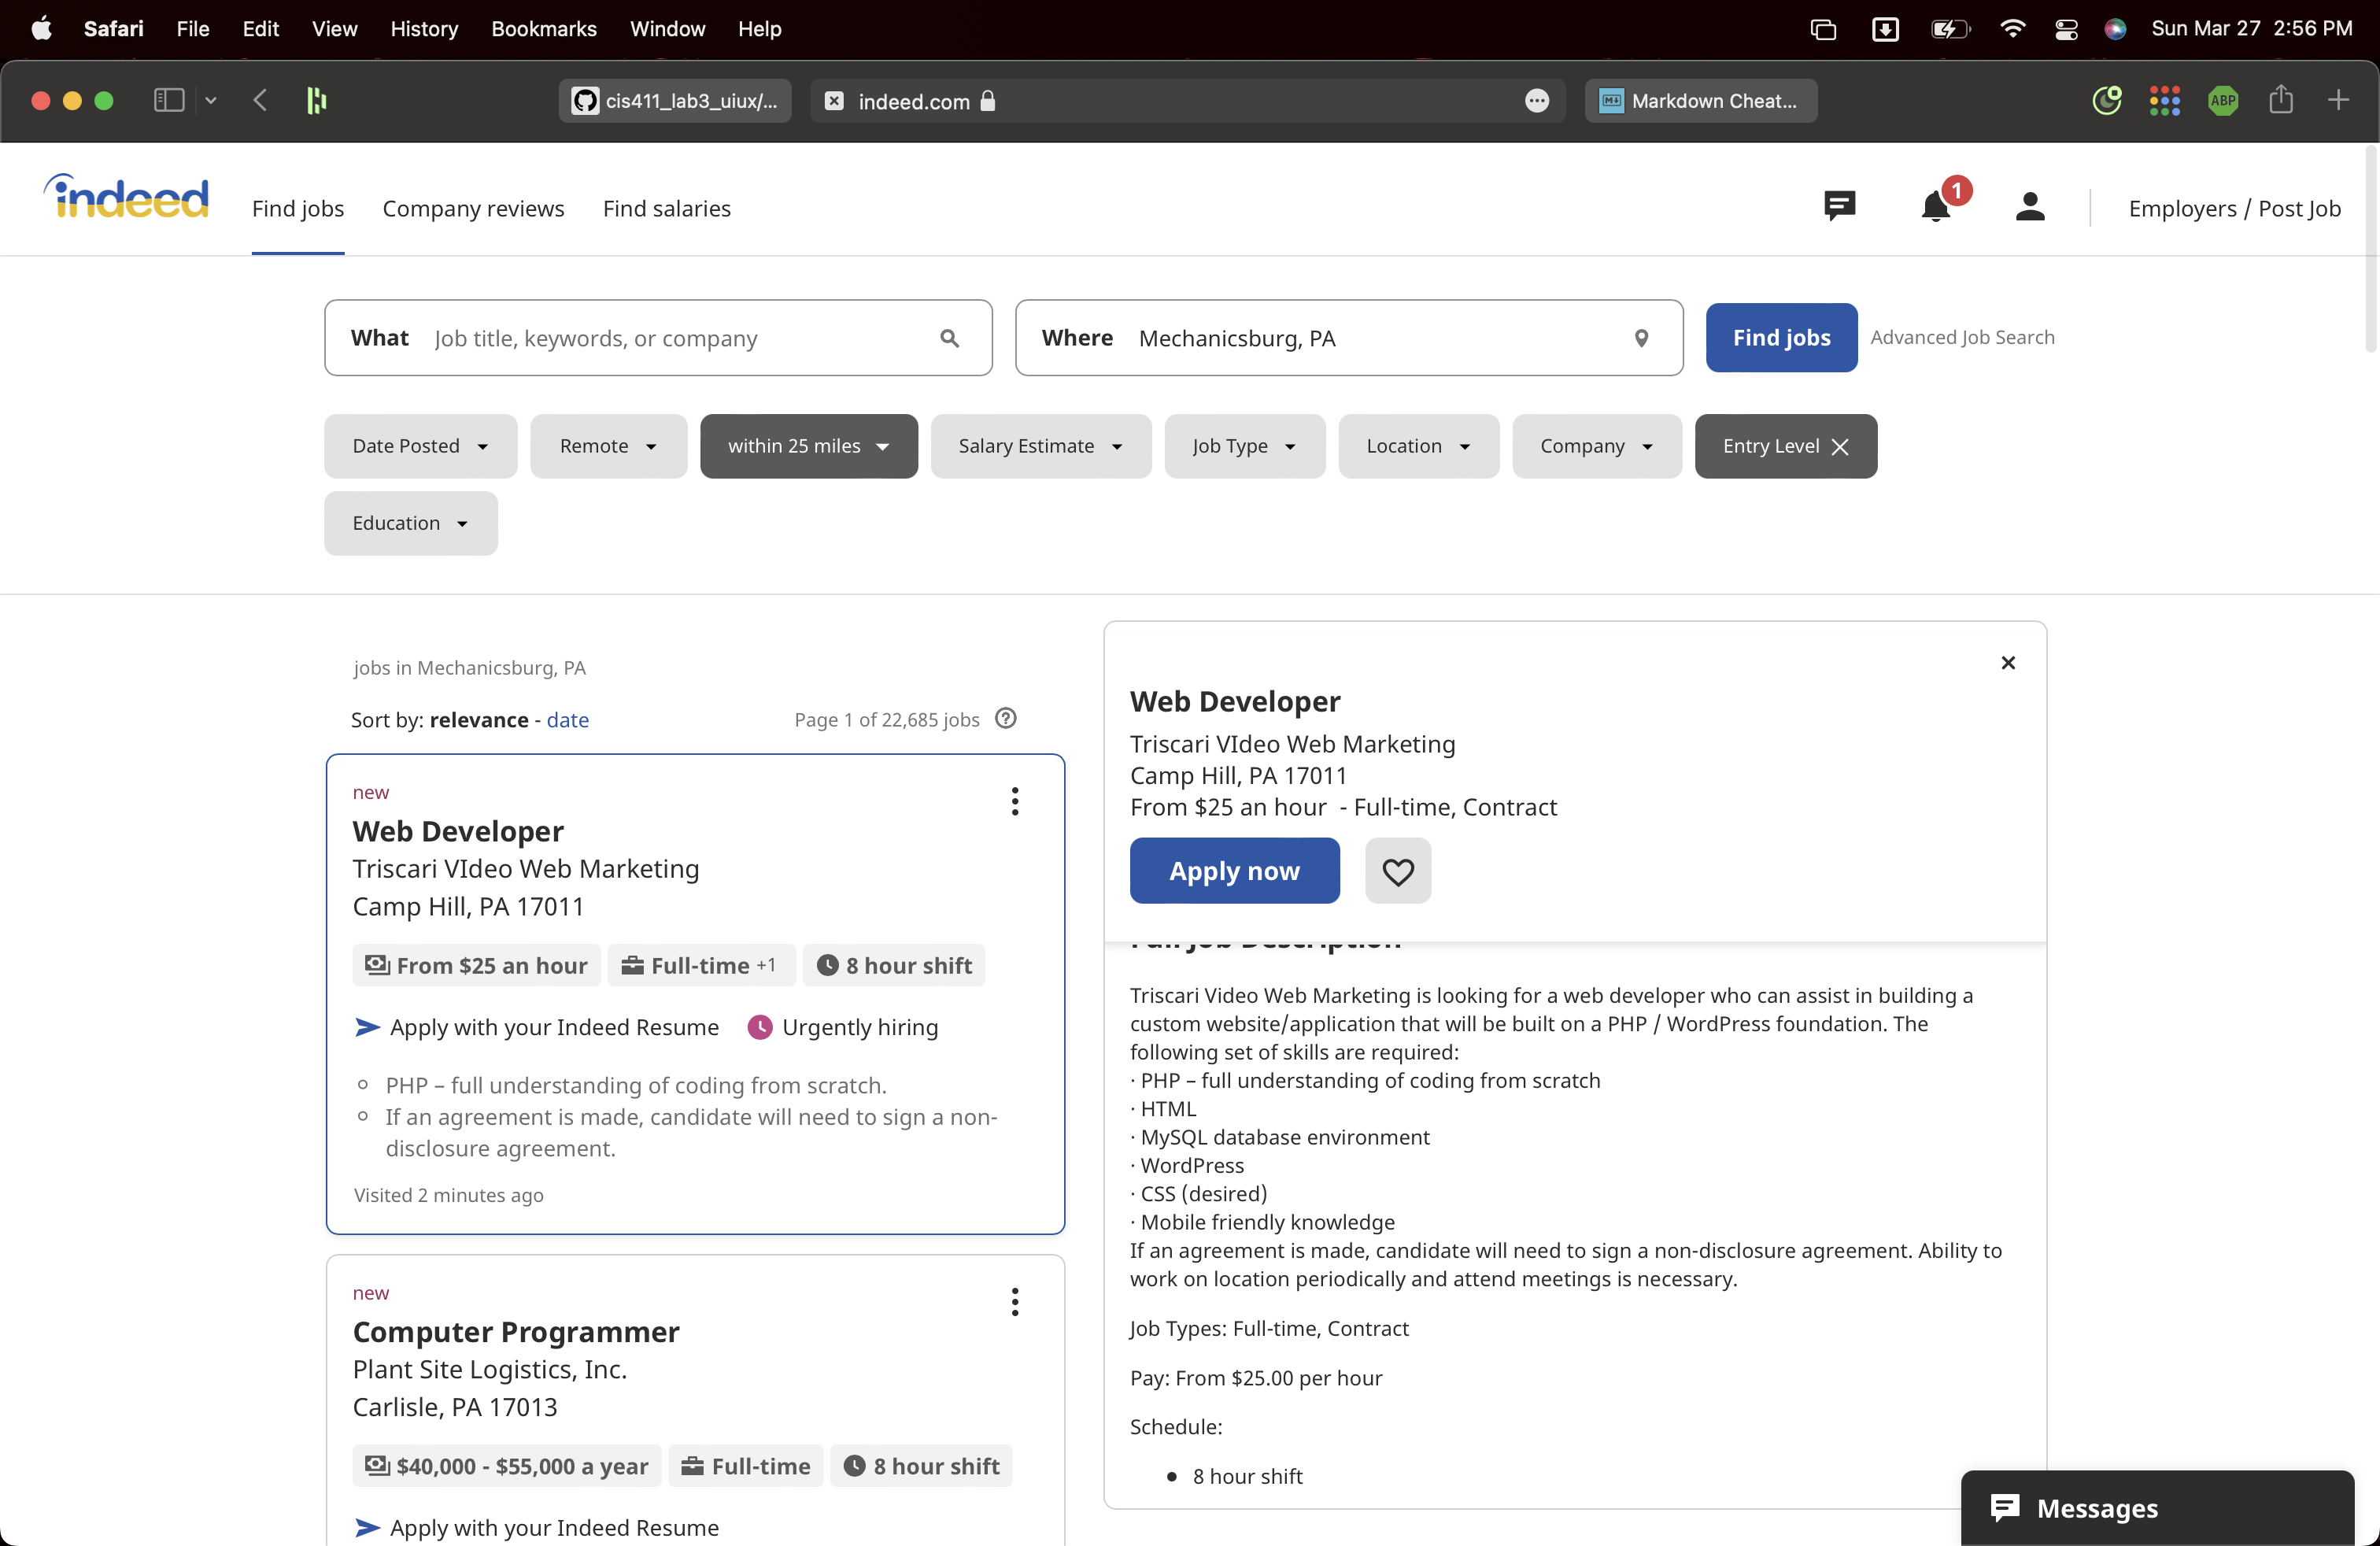 Safari File Edit View History Bookmarks Window Help Sun Mar 27 2:56 PM
cis411_lab3_uiux/... indeed.com Markdown Cheat... ABP
indeed Find jobs Company reviews Find salaries 1 Employers / Post Job
What Job title, keywords, or company Where Mechanicsburg, PA Find jobs Advanced Job Search
Date Posted Remote within 25 miles Salary Estimate Job Type Location Company Entry Level
Education
jobs in Mechanicsburg, PA
Sort by: relevance - date Page 1 of 22,685 jobs
new
Web Developer
Triscari VIdeo Web Marketing
Camp Hill, PA 17011
From $25 an hour Full-time +1 8 hour shift
Apply with your Indeed Resume Urgently hiring
PHP – full understanding of coding from scratch.
If an agreement is made, candidate will need to sign a non-
disclosure agreement.
Visited 2 minutes ago
new
Computer Programmer
Plant Site Logistics, Inc.
Carlisle, PA 17013
$40,000 - $55,000 a year Full-time 8 hour shift
Apply with your Indeed Resume
Web Developer
Triscari VIdeo Web Marketing
Camp Hill, PA 17011
From $25 an hour - Full-time, Contract
Apply now
Full Job Description
Triscari Video Web Marketing is looking for a web developer who can assist in building a
custom website/application that will be built on a PHP / WordPress foundation. The
following set of skills are required:
· PHP – full understanding of coding from scratch
· HTML
· MySQL database environment
· WordPress
· CSS (desired)
· Mobile friendly knowledge
If an agreement is made, candidate will need to sign a non-disclosure agreement. Ability to
work on location periodically and attend meetings is necessary.
Job Types: Full-time, Contract
Pay: From $25.00 per hour
Schedule:
• 8 hour shift
Messages